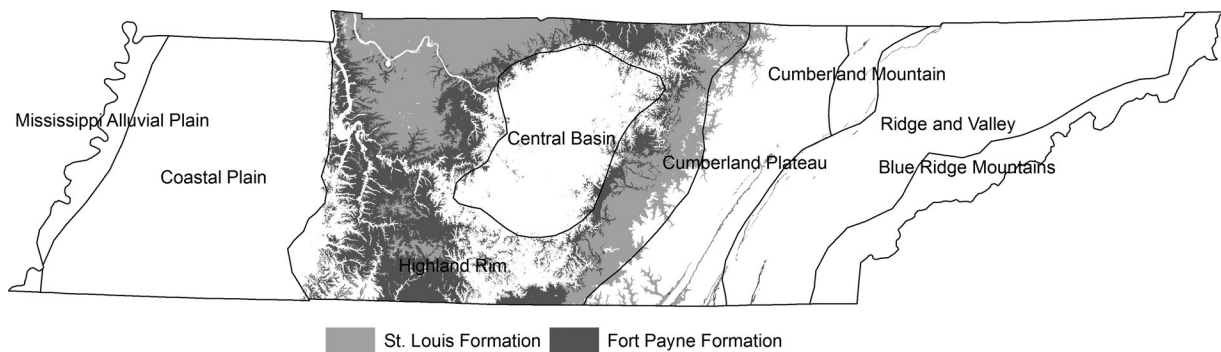 Cumberland Mountain
Mississippi Alluvial Plain
Ridge and Valley
Central Basin
Cumberland Plateau
Blue Ridge Mountains
Coastal Plain
Highland Rim
St. Louis Formation
Fort Payne Formation